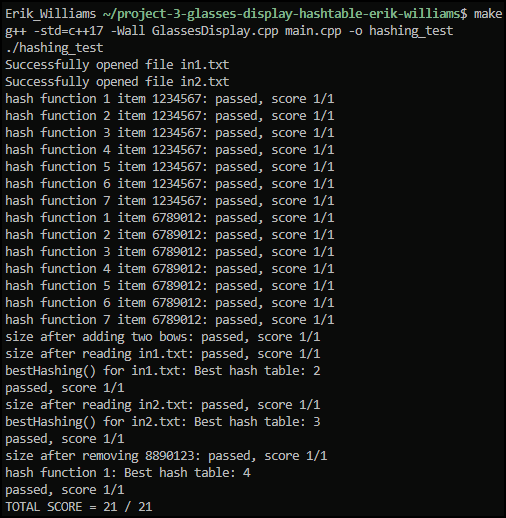 Erik_Williams ~/project-3-glasses-display-hashtable-erik-williams$ make
g++ -std=c++17 -Wall GlassesDisplay.cpp main.cpp -o hashing_test
./hashing_test
Successfully opened file in1.txt
Successfully opened file in2.txt
hash function 1 item 1234567: passed, score 1/1
hash function 2 item 1234567: passed, score 1/1
hash function 3 item 1234567: passed, score 1/1
hash function 4 item 1234567: passed, score 1/1
hash function 5 item 1234567: passed, score 1/1
hash function 6 item 1234567: passed, score 1/1
hash function 7 item 1234567: passed, score 1/1
hash function 1 item 6789012: passed, score 1/1
hash function 2 item 6789012: passed, score 1/1
hash function 3 item 6789012: passed, score 1/1
hash function 4 item 6789012: passed, score 1/1
hash function 5 item 6789012: passed, score 1/1
hash function 6 item 6789012: passed, score 1/1
hash function 7 item 6789012: passed, score 1/1
size after adding two bows: passed, score 1/1
size after reading in1.txt: passed, score 1/1
bestHashing() for in1.txt: Best hash table: 2
passed, score 1/1
size after reading in2.txt: passed, score 1/1
bestHashing() for in2.txt: Best hash table: 3
passed, score 1/1
size after removing 8890123: passed, score 1/1
hash function 1: Best hash table: 4
passed, score 1/1
TOTAL SCORE = 21 / 21